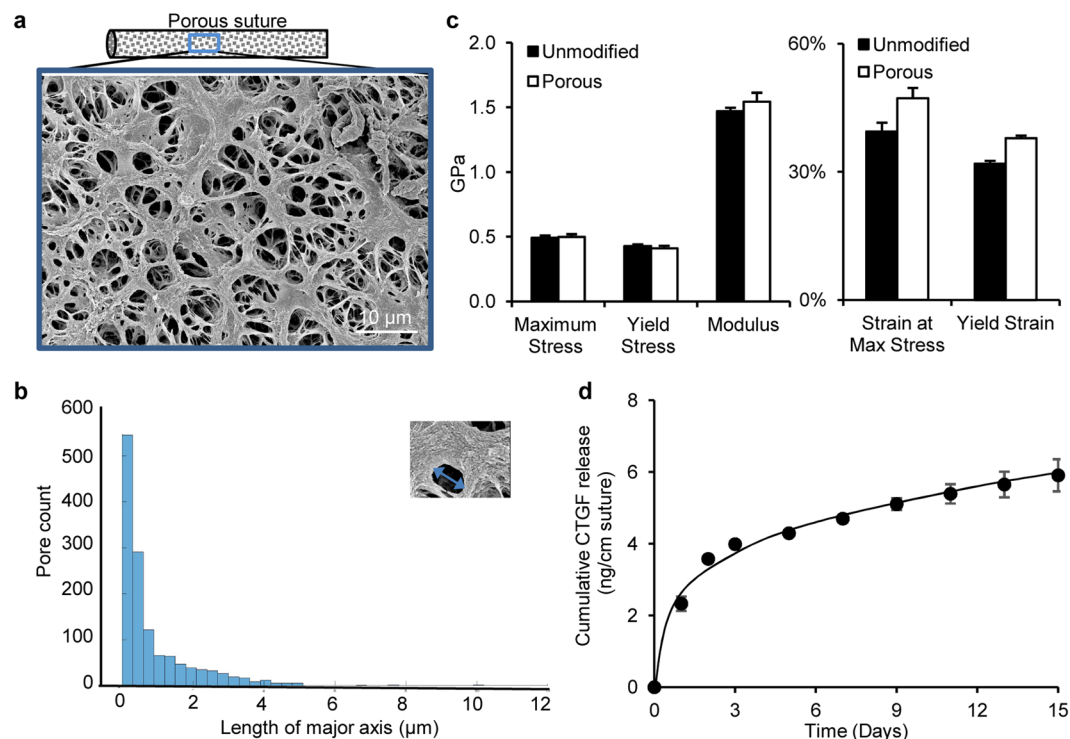 a
Porous suture
10 µm
c
2.0
1.5
1.0
0.5
0.0
GPa
Unmodified
Porous
Maximum
Stress
Yield
Stress
Modulus
60%
30%
0%
Unmodified
Porous
Strain at
Max Stress
Yield Strain
b
600
500
400
300
200
100
0
Pore count
0
2
4
6
8
10
12
Length of major axis (µm)
d
8
6
4
2
0
Cumulative CTGF release
(ng/cm suture)
0
3
6
9
11
13
15
Time (Days)